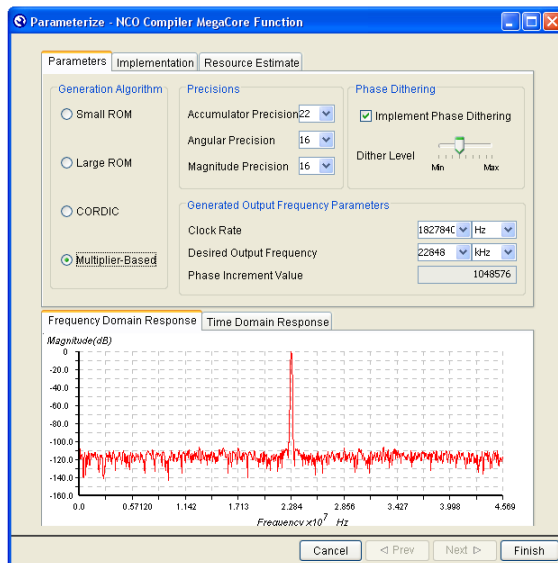 Parameterize - NCO Compiler MegaCore Function
Parameters Implementation Resource Estimate
Generation Algorithm
Small ROM
Large ROM
CORDIC
Multiplier-Based
Precisions
Accumulator Precision 22
Angular Precision 16
Magnitude Precision 16
Phase Dithering
Implement Phase Dithering
Dither Level
Min Max
Generated Output Frequency Parameters
Clock Rate 1827840 Hz
Desired Output Frequency 22848 kHz
Phase Increment Value 1048576
Frequency Domain Response Time Domain Response
Magnitude(dB)
0
-20.0
-40.0
-60.0
-80.0
-100.0
-120.0
-140.0
-160.0
0.0 0.57120 1.142 1.713 2.284 2.856 3.427 3.998 4.569
Frequency x10^7 Hz
Cancel Prev Next Finish